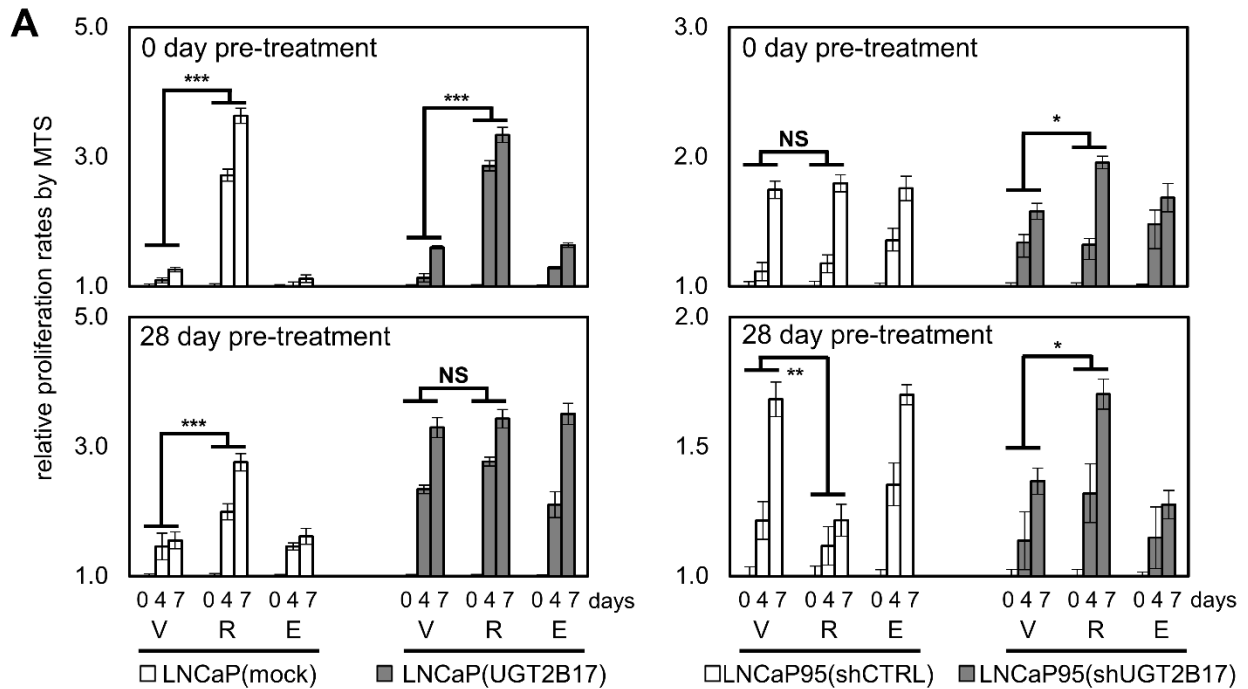 A
relative proliferation rates by MTS
5.0
3.0
1.0
0 day pre-treatment
***
***
3.0
2.0
1.0
0 day pre-treatment
NS
*
5.0
3.0
1.0
28 day pre-treatment
***
NS
2.0
1.5
1.0
28 day pre-treatment
**
*
0 4 7 0 4 7 0 4 7 0 4 7 0 4 7 0 4 7 days
V R E V R E
LNCaP(mock) LNCaP(UGT2B17)
0 4 7 0 4 7 0 4 7 0 4 7 0 4 7 0 4 7 days
V R E V R E
LNCaP95(shCTRL) LNCaP95(shUGT2B17)